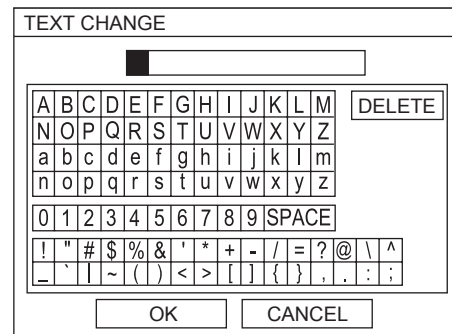 TEXT CHANGE
A B C D E F G H I J K L M DELETE
N O P Q R S T U V W X Y Z
a b c d e f g h i j k l m
n o p q r s t u v w x y z
0 1 2 3 4 5 6 7 8 9 SPACE
! " # $ % & ' * + - / = ? @ \ ^
_ ` | ~ ( ) < > [ ] { } , . : ;
OK CANCEL